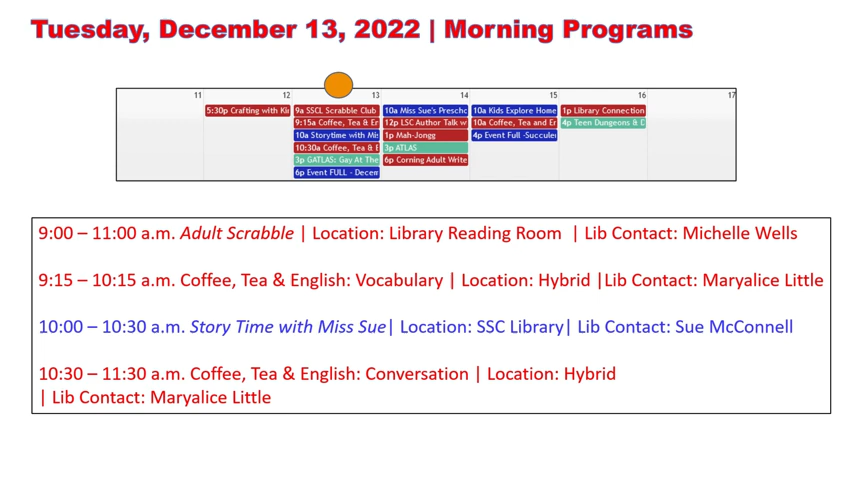 Tuesday, December 13, 2022 | Morning Programs
11 12 13 14 15 16 17
5:30p Crafting with Ki 9a SSCL Scrabble Club 10a Miss Sue's Prescho 10a Kids Explore Home 1p Library Connection
9:15a Coffee, Tea & Er 12p LSC Author Talk w 10a Coffee, Tea and Er 4p Teen Dungeons & D
10a Storytime with Mis 1p Mah-Jongg 4p Event Full -Succuler
10:30a Coffee, Tea & E 3p ATLAS
3p GATLAS: Gay At The 6p Corning Adult Write
6p Event FULL - Decem
9:00 – 11:00 a.m. Adult Scrabble | Location: Library Reading Room | Lib Contact: Michelle Wells
9:15 – 10:15 a.m. Coffee, Tea & English: Vocabulary | Location: Hybrid |Lib Contact: Maryalice Little
10:00 – 10:30 a.m. Story Time with Miss Sue| Location: SSC Library| Lib Contact: Sue McConnell
10:30 – 11:30 a.m. Coffee, Tea & English: Conversation | Location: Hybrid
| Lib Contact: Maryalice Little